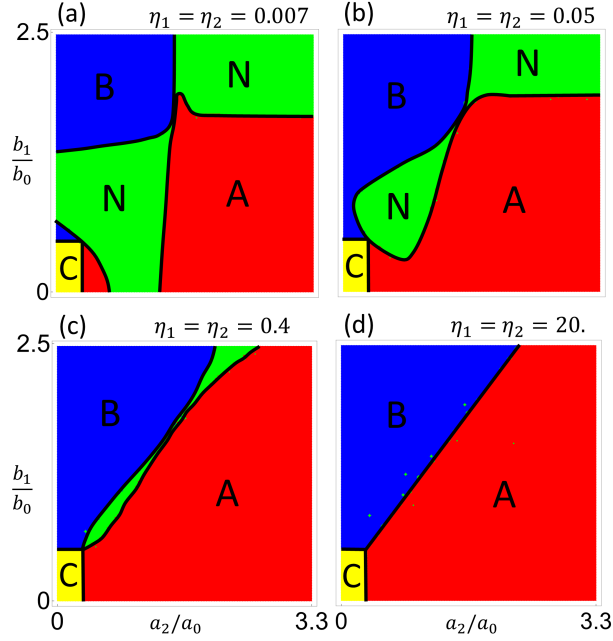 (a) η₁ = η₂ = 0.007
(b) η₁ = η₂ = 0.05
2.5
B
N
N
A
C
b₁/b₀
0
B
N
N
A
C
(c) η₁ = η₂ = 0.4
(d) η₁ = η₂ = 20.
2.5
B
A
C
b₁/b₀
0
B
A
C
0 a₂/a₀ 3.3
0 a₂/a₀ 3.3